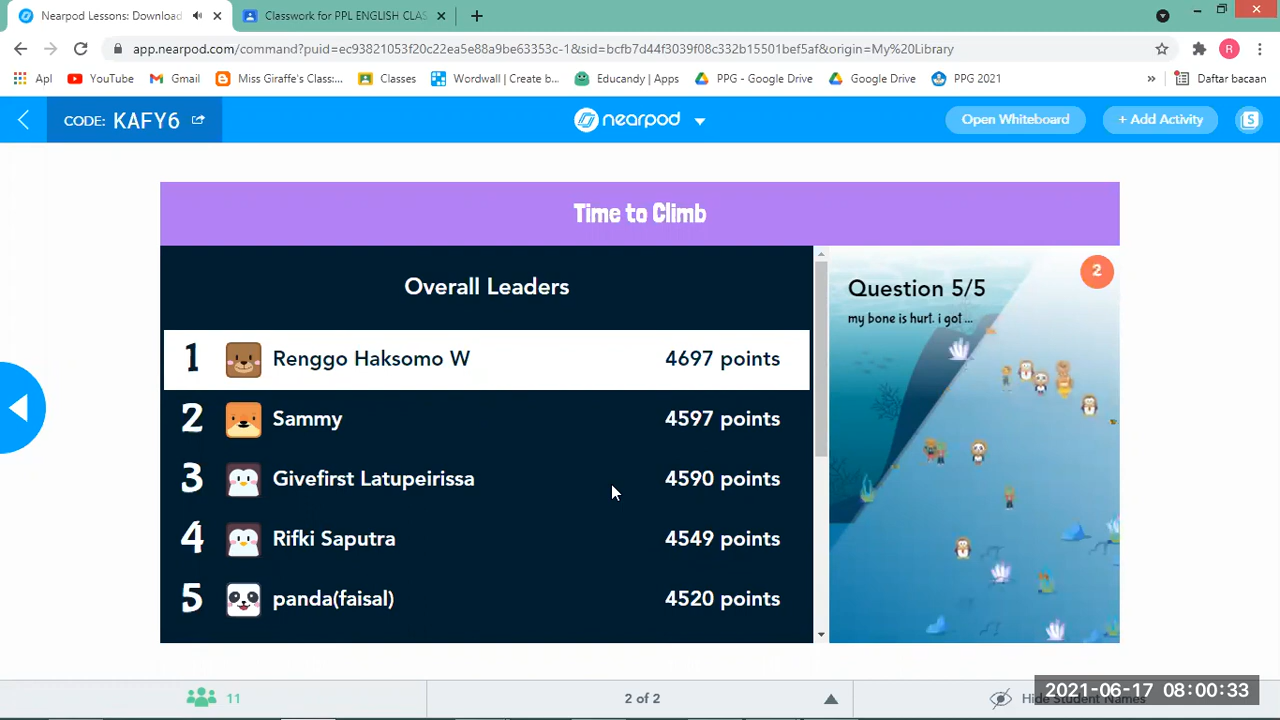 Nearpod Lessons: Download
Classwork for PPL ENGLISH CLAS
app.nearpod.com/command?puid=ec93821053f20c22ea5e88a9be63353c-1&sid=bcfb7d44f3039f08c332b15501bef5af&origin=My%20Library
R
Apl
YouTube
Gmail
Miss Giraffe's Class:...
Classes
Wordwall | Create b...
Educandy | Apps
PPG - Google Drive
Google Drive
PPG 2021
»
Daftar bacaan
CODE: KAFY6
nearpod
Open Whiteboard
+ Add Activity
S
Time to Climb
Overall Leaders
1 Renggo Haksomo W 4697 points
2 Sammy 4597 points
3 Givefirst Latupeirissa 4590 points
4 Rifki Saputra 4549 points
5 panda(faisal) 4520 points
2
Question 5/5
my bone is hurt. i got ...
11
2 of 2
Hide Student Names
2021-06-17 08:00:33